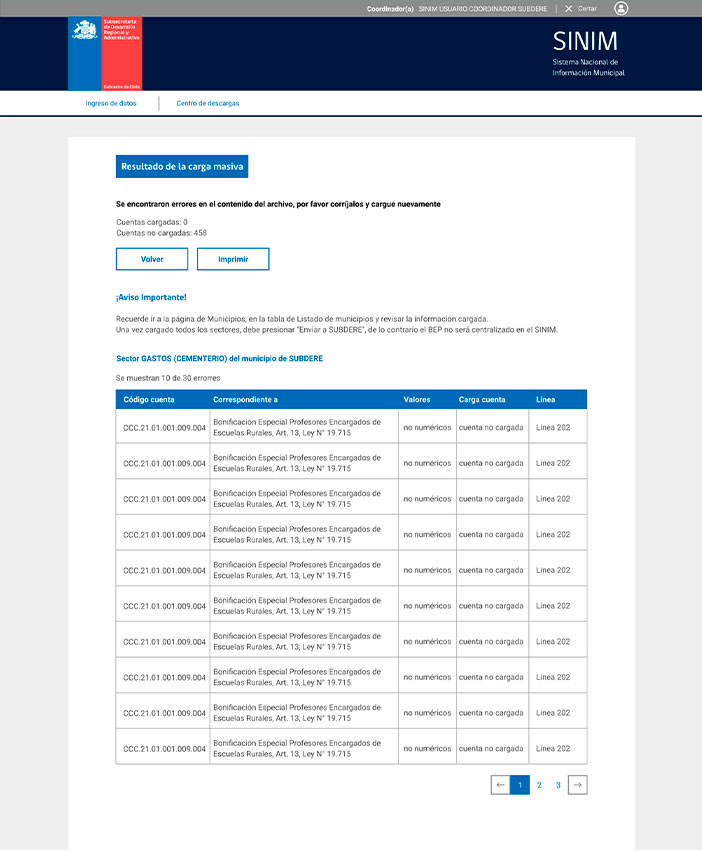 Coordinador(a) SINIM USUARIO COORDINADOR SUBDERE Cerrar
Subsecretaría
de Desarrollo
Regional y
Administrativo
Gobierno de Chile
SINIM
Sistema Nacional de
Información Municipal
Ingreso de datos Centro de descargas
Resultado de la carga masiva
Se encontraron errores en el contenido del archivo, por favor corríjalos y cargue nuevamente
Cuentas cargadas: 0
Cuentas no cargadas: 458
Volver Imprimir
¡Aviso Importante!
Recuerde ir a la página de Municipios, en la tabla de Listado de municipios y revisar la información cargada.
Una vez cargado todos los sectores, debe presionar "Enviar a SUBDERE", de lo contrario el BEP no será centralizado en el SINIM.
Sector GASTOS (CEMENTERIO) del municipio de SUBDERE
Se muestran 10 de 30 erorres
Código cuenta Correspondiente a Valores Carga cuenta Linea
CCC.21.01.001.009.004 Bonificación Especial Profesores Encargados de
Escuelas Rurales, Art. 13, Ley N° 19.715 no numéricos cuenta no cargada Linea 202
CCC.21.01.001.009.004 Bonificación Especial Profesores Encargados de
Escuelas Rurales, Art. 13, Ley N° 19.715 no numéricos cuenta no cargada Linea 202
CCC.21.01.001.009.004 Bonificación Especial Profesores Encargados de
Escuelas Rurales, Art. 13, Ley N° 19.715 no numéricos cuenta no cargada Linea 202
CCC.21.01.001.009.004 Bonificación Especial Profesores Encargados de
Escuelas Rurales, Art. 13, Ley N° 19.715 no numéricos cuenta no cargada Linea 202
CCC.21.01.001.009.004 Bonificación Especial Profesores Encargados de
Escuelas Rurales, Art. 13, Ley N° 19.715 no numéricos cuenta no cargada Linea 202
CCC.21.01.001.009.004 Bonificación Especial Profesores Encargados de
Escuelas Rurales, Art. 13, Ley N° 19.715 no numéricos cuenta no cargada Linea 202
CCC.21.01.001.009.004 Bonificación Especial Profesores Encargados de
Escuelas Rurales, Art. 13, Ley N° 19.715 no numéricos cuenta no cargada Linea 202
CCC.21.01.001.009.004 Bonificación Especial Profesores Encargados de
Escuelas Rurales, Art. 13, Ley N° 19.715 no numéricos cuenta no cargada Linea 202
CCC.21.01.001.009.004 Bonificación Especial Profesores Encargados de
Escuelas Rurales, Art. 13, Ley N° 19.715 no numéricos cuenta no cargada Linea 202
CCC.21.01.001.009.004 Bonificación Especial Profesores Encargados de
Escuelas Rurales, Art. 13, Ley N° 19.715 no numéricos cuenta no cargada Linea 202
← 1 2 3 →